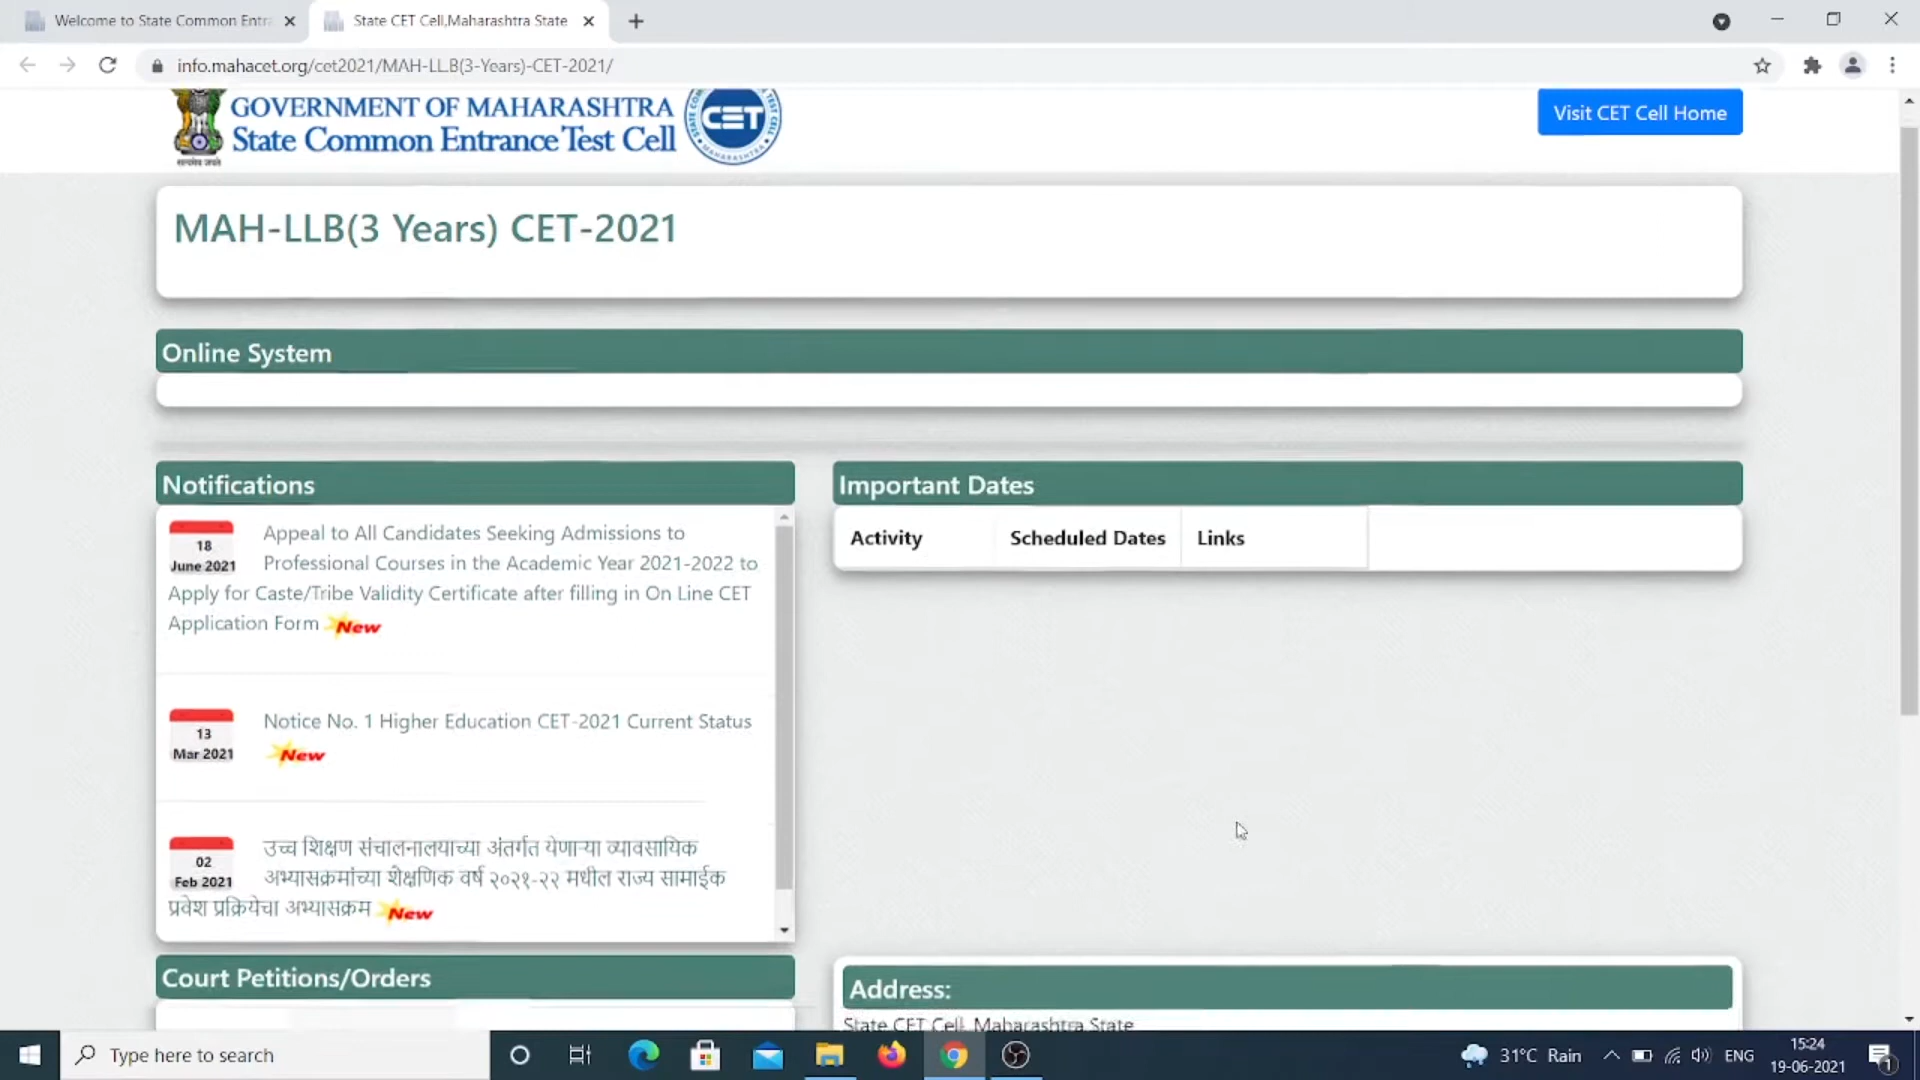 Welcome to State Common Entra
State CET Cell,Maharashtra State
info.mahacet.org/cet2021/MAH-LL.B(3-Years)-CET-2021/
GOVERNMENT OF MAHARASHTRA
State Common Entrance Test Cell
CET
Visit CET Cell Home
MAH-LLB(3 Years) CET-2021
Online System
Notifications
18
June 2021
Appeal to All Candidates Seeking Admissions to
Professional Courses in the Academic Year 2021-2022 to
Apply for Caste/Tribe Validity Certificate after filling in On Line CET
Application Form New
13
Mar 2021
Notice No. 1 Higher Education CET-2021 Current Status
New
02
Feb 2021
उच्च शिक्षण संचालनालयाच्या अंतर्गत येणाऱ्या व्यावसायिक
अभ्यासक्रमांच्या शैक्षणिक वर्ष २०२१-२२ मधील राज्य सामाईक
प्रवेश प्रक्रियेचा अभ्यासक्रम New
Important Dates
Activity Scheduled Dates Links
Court Petitions/Orders
Address:
State CET Cell, Maharashtra State
Type here to search
31°C Rain
ENG
15:24
19-06-2021
1